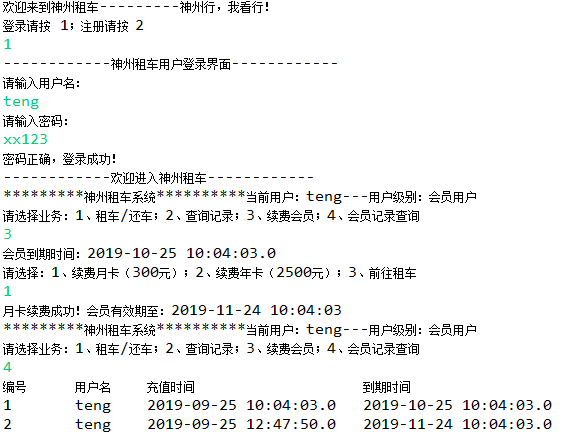 欢迎来到神州租车---------神州行，我看行！
登录请按 1；注册请按 2
1
------------神州租车用户登录界面------------
请输入用户名：
teng
请输入密码：
xx123
密码正确，登录成功！
------------欢迎进入神州租车------------
*********神州租车系统**********当前用户：teng---用户级别：会员用户
请选择业务：1、租车/还车；2、查询记录；3、续费会员；4、会员记录查询
3
会员到期时间：2019-10-25 10:04:03.0
请选择：1、续费月卡（300元）；2、续费年卡（2500元）；3、前往租车
1
月卡续费成功！会员有效期至：2019-11-24 10:04:03
*********神州租车系统**********当前用户：teng---用户级别：会员用户
请选择业务：1、租车/还车；2、查询记录；3、续费会员；4、会员记录查询
4
编号 用户名 充值时间 到期时间
1 teng 2019-09-25 10:04:03.0 2019-10-25 10:04:03.0
2 teng 2019-09-25 12:47:50.0 2019-11-24 10:04:03.0